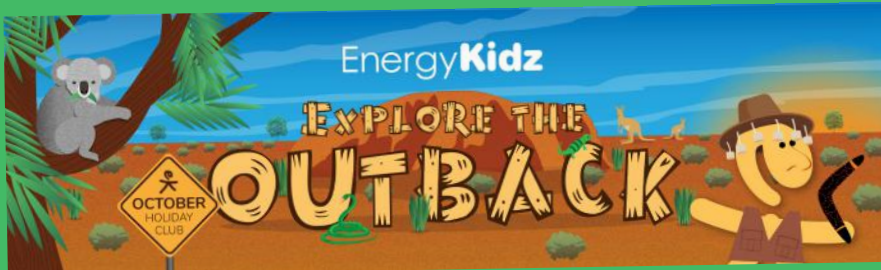 EnergyKidz
EXPLORE THE
OUTBACK
OCTOBER
HOLIDAY
CLUB